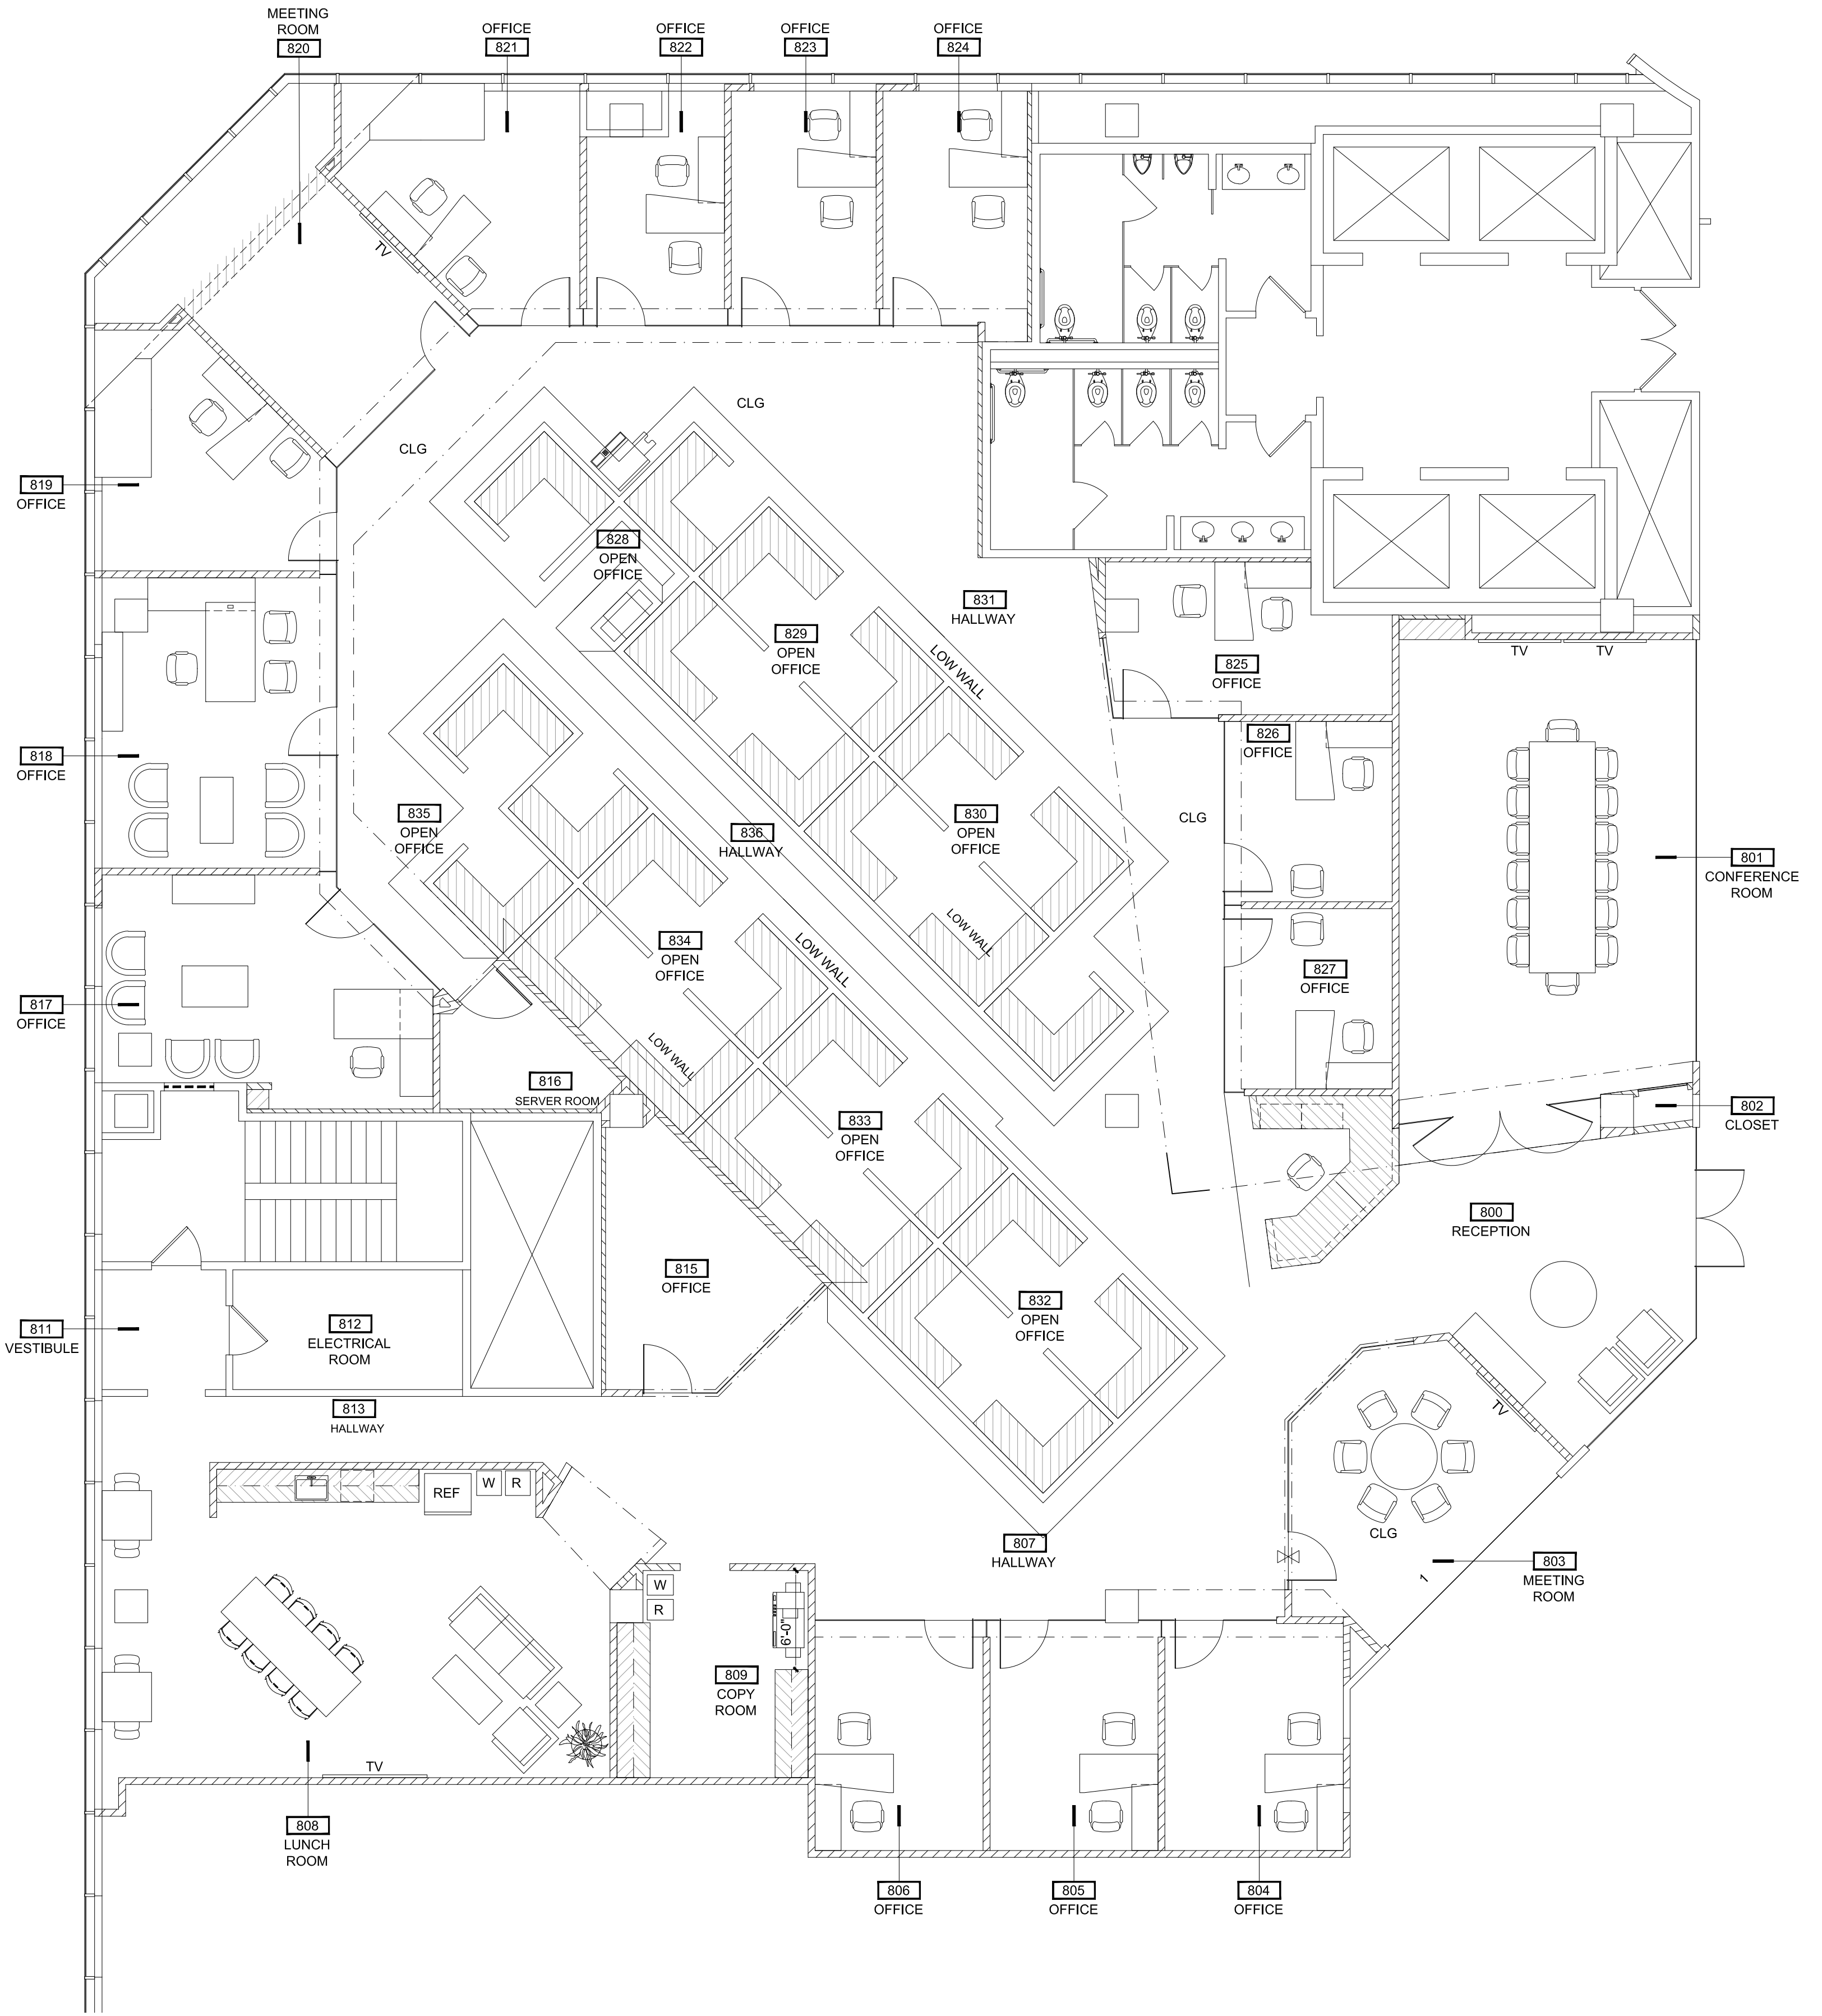 MEETING
ROOM
820
OFFICE
821
OFFICE
822
OFFICE
823
OFFICE
824
TV
CLG
CLG
819
OFFICE
828
OPEN
OFFICE
829
OPEN
OFFICE
831
HALLWAY
LOW WALL
825
OFFICE
TV
TV
826
OFFICE
818
OFFICE
835
OPEN
OFFICE
836
HALLWAY
830
OPEN
OFFICE
CLG
801
CONFERENCE
ROOM
LOW WALL
834
OPEN
OFFICE
LOW WALL
827
OFFICE
817
OFFICE
LOW WALL
816
SERVER ROOM
833
OPEN
OFFICE
802
CLOSET
800
RECEPTION
815
OFFICE
832
OPEN
OFFICE
811
VESTIBULE
812
ELECTRICAL
ROOM
813
HALLWAY
TV
REF
W
R
807
HALLWAY
CLG
803
MEETING
ROOM
1
W
R
6'-0"
809
COPY
ROOM
TV
808
LUNCH
ROOM
806
OFFICE
805
OFFICE
804
OFFICE